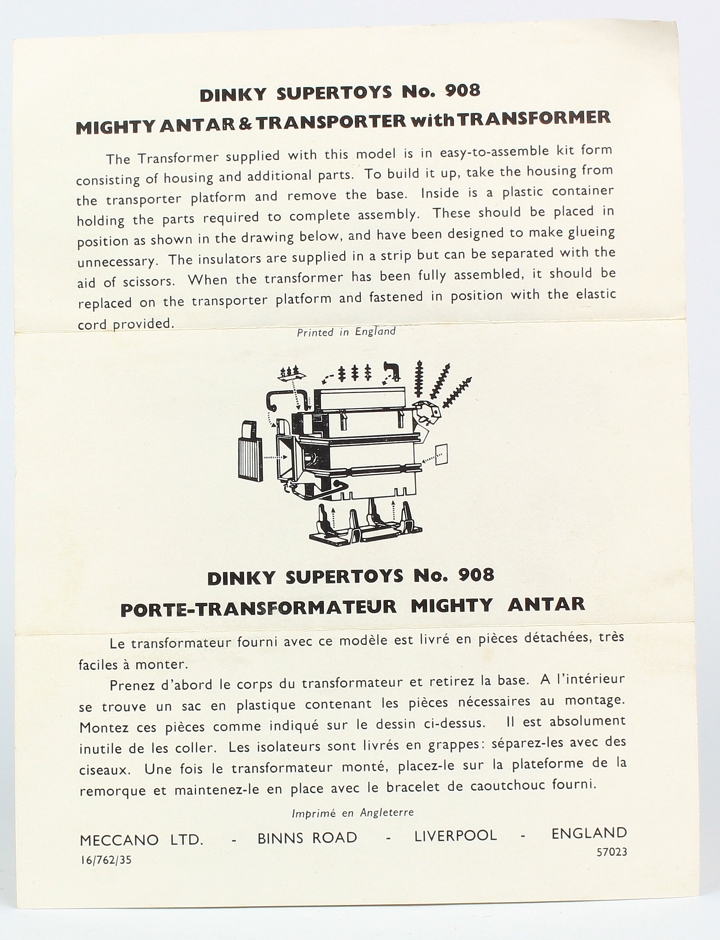 DINKY SUPERTOYS No. 908
MIGHTY ANTAR & TRANSPORTER with TRANSFORMER
The Transformer supplied with this model is in easy-to-assemble kit form
consisting of housing and additional parts. To build it up, take the housing from
the transporter platform and remove the base. Inside is a plastic container
holding the parts required to complete assembly. These should be placed in
position as shown in the drawing below, and have been designed to make glueing
unnecessary. The insulators are supplied in a strip but can be separated with the
aid of scissors. When the transformer has been fully assembled, it should be
replaced on the transporter platform and fastened in position with the elastic
cord provided.
Printed in England
DINKY SUPERTOYS No. 908
PORTE-TRANSFORMATEUR MIGHTY ANTAR
Le transformateur fourni avec ce modèle est livré en pièces détachées, très
faciles à monter.
Prenez d'abord le corps du transformateur et retirez la base. A l'intérieur
se trouve un sac en plastique contenant les pièces nécessaires au montage.
Montez ces pièces comme indiqué sur le dessin ci-dessus. Il est absolument
inutile de les coller. Les isolateurs sont livrés en grappes: séparez-les avec des
ciseaux. Une fois le transformateur monté, placez-le sur la plateforme de la
remorque et maintenez-le en place avec le bracelet de caoutchouc fourni.
Imprimé en Angleterre
MECCANO LTD. - BINNS ROAD - LIVERPOOL - ENGLAND
16/762/35 57023